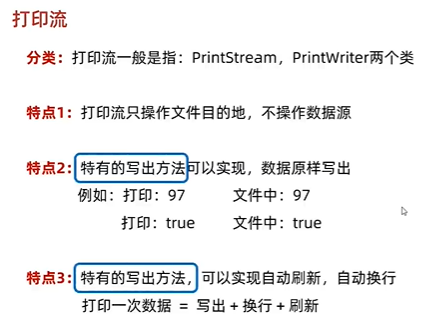 打印流
分类：打印流一般是指：PrintStream，PrintWriter两个类
特点1：打印流只操作文件目的地，不操作数据源
特点2：特有的写出方法可以实现，数据原样写出
例如：打印：97 文件中：97
打印：true 文件中：true
特点3：特有的写出方法，可以实现自动刷新，自动换行
打印一次数据 = 写出 + 换行 + 刷新